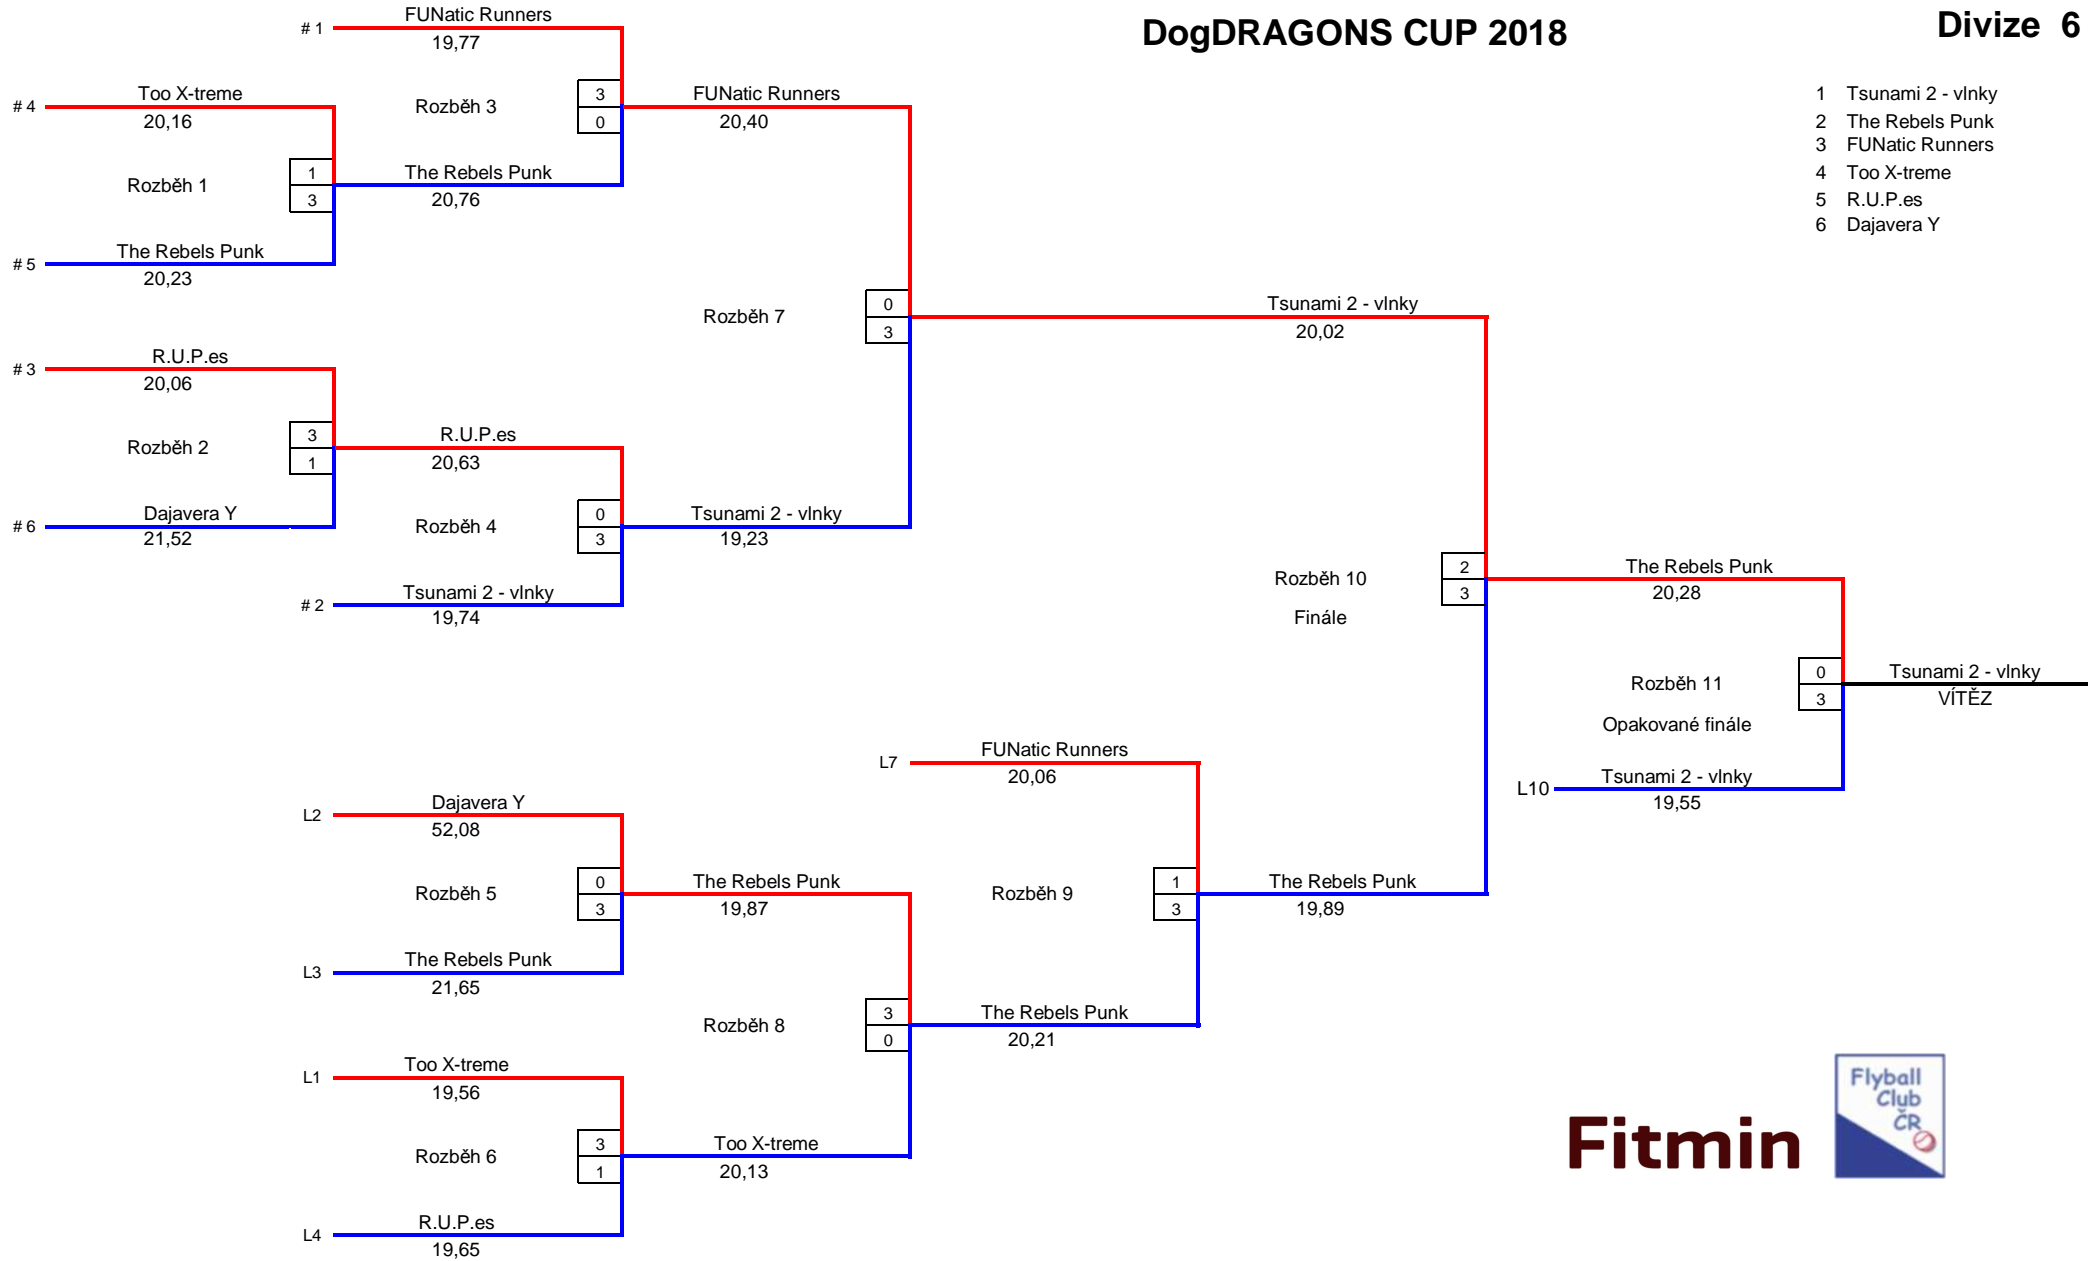 DogDRAGONS CUP 2018
Divize 6
1 Tsunami 2 - vlnky
2 The Rebels Punk
3 FUNatic Runners
4 Too X-treme
5 R.U.P.es
6 Dajavera Y
# 1
FUNatic Runners
19,77
# 4
Too X-treme
20,16
Rozběh 3
3
0
FUNatic Runners
20,40
Rozběh 1
1
3
The Rebels Punk
20,76
# 5
The Rebels Punk
20,23
Rozběh 7
0
3
Tsunami 2 - vlnky
20,02
# 3
R.U.P.es
20,06
Rozběh 2
3
1
R.U.P.es
20,63
# 6
Dajavera Y
21,52
Rozběh 4
0
3
Tsunami 2 - vlnky
19,23
# 2
Tsunami 2 - vlnky
19,74
Rozběh 10
Finále
2
3
The Rebels Punk
20,28
Rozběh 11
Opakované finále
0
3
Tsunami 2 - vlnky
VÍTĚZ
L10
Tsunami 2 - vlnky
19,55
L7
FUNatic Runners
20,06
L2
Dajavera Y
52,08
Rozběh 5
0
3
The Rebels Punk
19,87
Rozběh 9
1
3
The Rebels Punk
19,89
L3
The Rebels Punk
21,65
Rozběh 8
3
0
The Rebels Punk
20,21
L1
Too X-treme
19,56
Rozběh 6
3
1
Too X-treme
20,13
L4
R.U.P.es
19,65
Fitmin
Flyball
Club
ČR